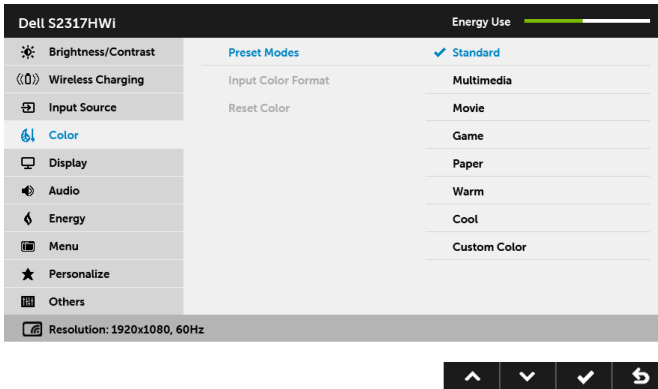 Dell S2317HWi
Energy Use
Brightness/Contrast
Wireless Charging
Input Source
Color
Display
Audio
Energy
Menu
Personalize
Others
Preset Modes
Input Color Format
Reset Color
Standard
Multimedia
Movie
Game
Paper
Warm
Cool
Custom Color
Resolution: 1920x1080, 60Hz